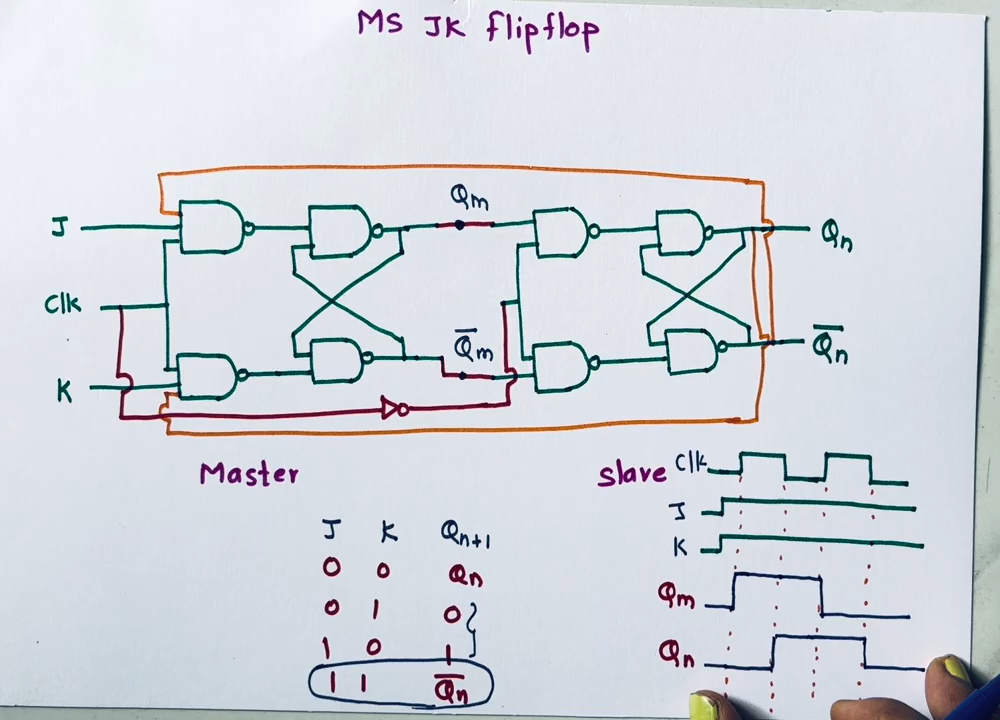 MS JK flipflop
Qm
J
Qn
Clk
Q̅m
Q̅n
K
Master
slave
Clk
J
K
Qm
Qn
J K Qn+1
0 0 Qn
0 1 0
1 0 1
1 1 Q̅n